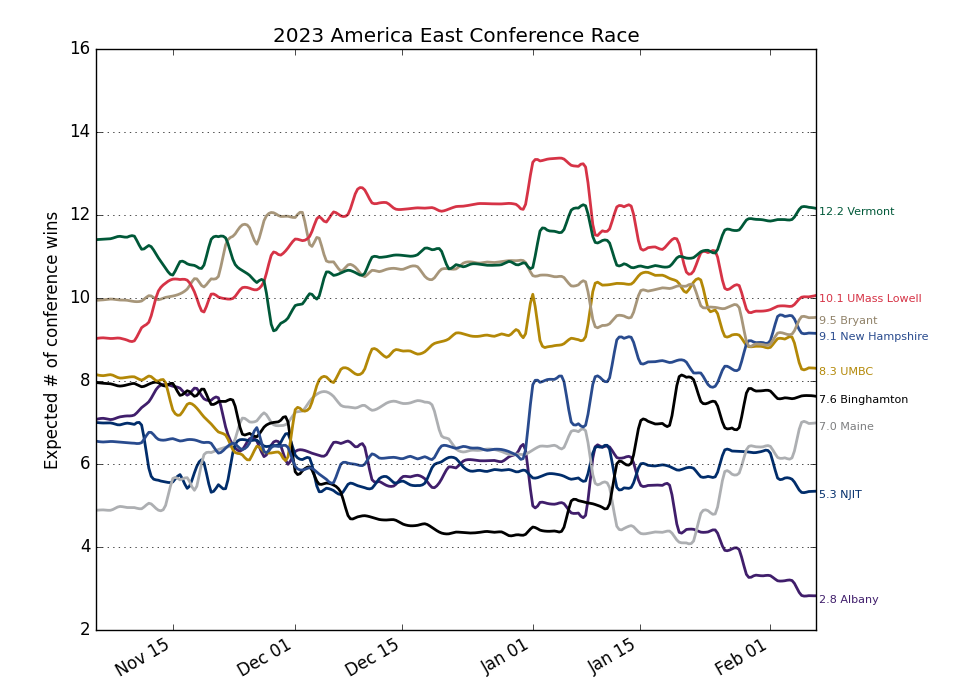 2023 America East Conference Race
Expected # of conference wins
16
14
12
10
8
6
4
2
12.2 Vermont
10.1 UMass Lowell
9.5 Bryant
9.1 New Hampshire
8.3 UMBC
7.6 Binghamton
7.0 Maine
5.3 NJIT
2.8 Albany
Nov 15
Dec 01
Dec 15
Jan 01
Jan 15
Feb 01